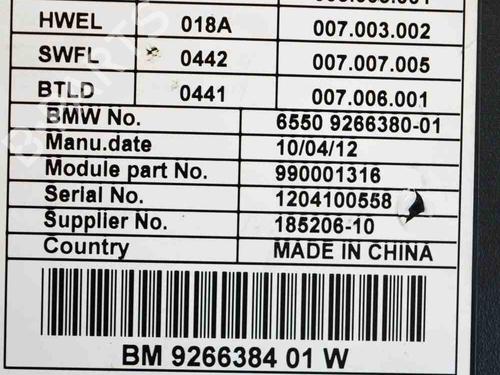 HWEL 018A 007.003.002
SWFL 0442 007.007.005
BTLD 0441 007.006.001
BMW No. 6550 9266380-01
Manu.date 10/04/12
Module part No. 990001316
Serial No. 1204100558
Supplier No. 185206-10
Country MADE IN CHINA
BM 9266384 01 W